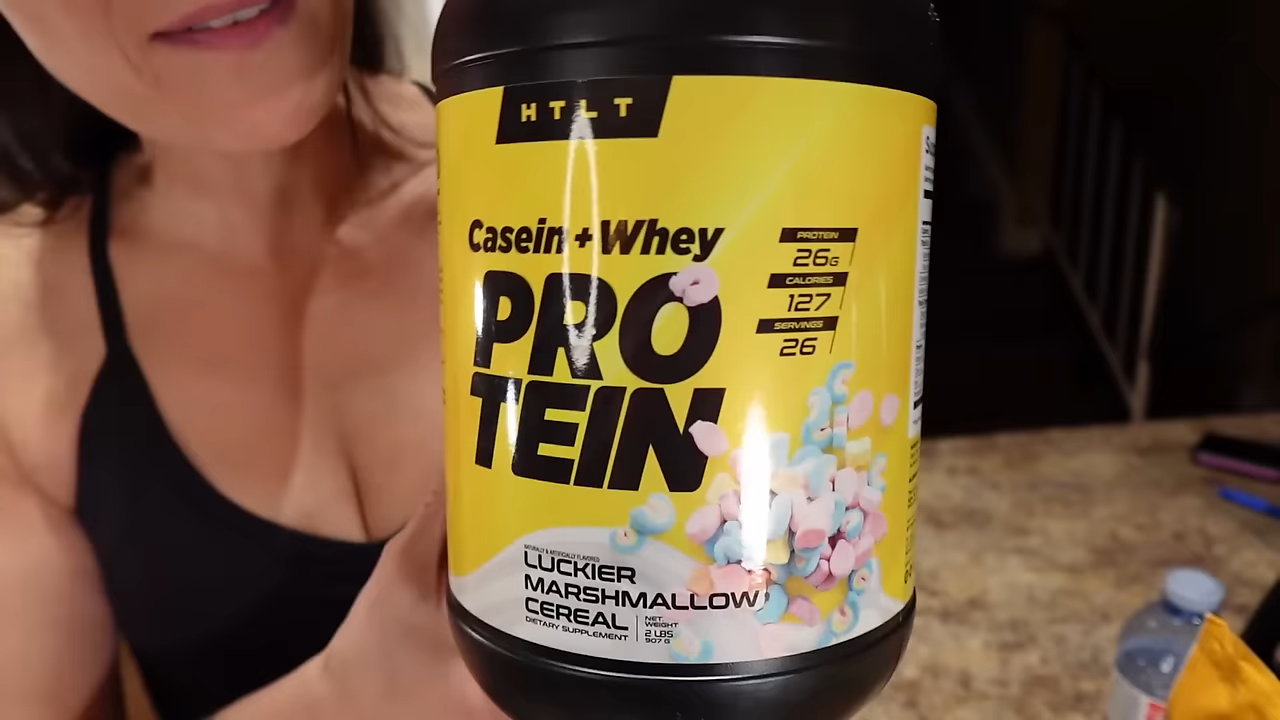 HTLT
Casein + Whey
PRO
TEIN
PROTEIN
26G
CALORIES
127
SERVINGS
26
NATURALLY & ARTIFICIALLY FLAVORED
LUCKIER
MARSHMALLOW
CEREAL
DIETARY SUPPLEMENT
NET.
WEIGHT
2 LBS
907 G